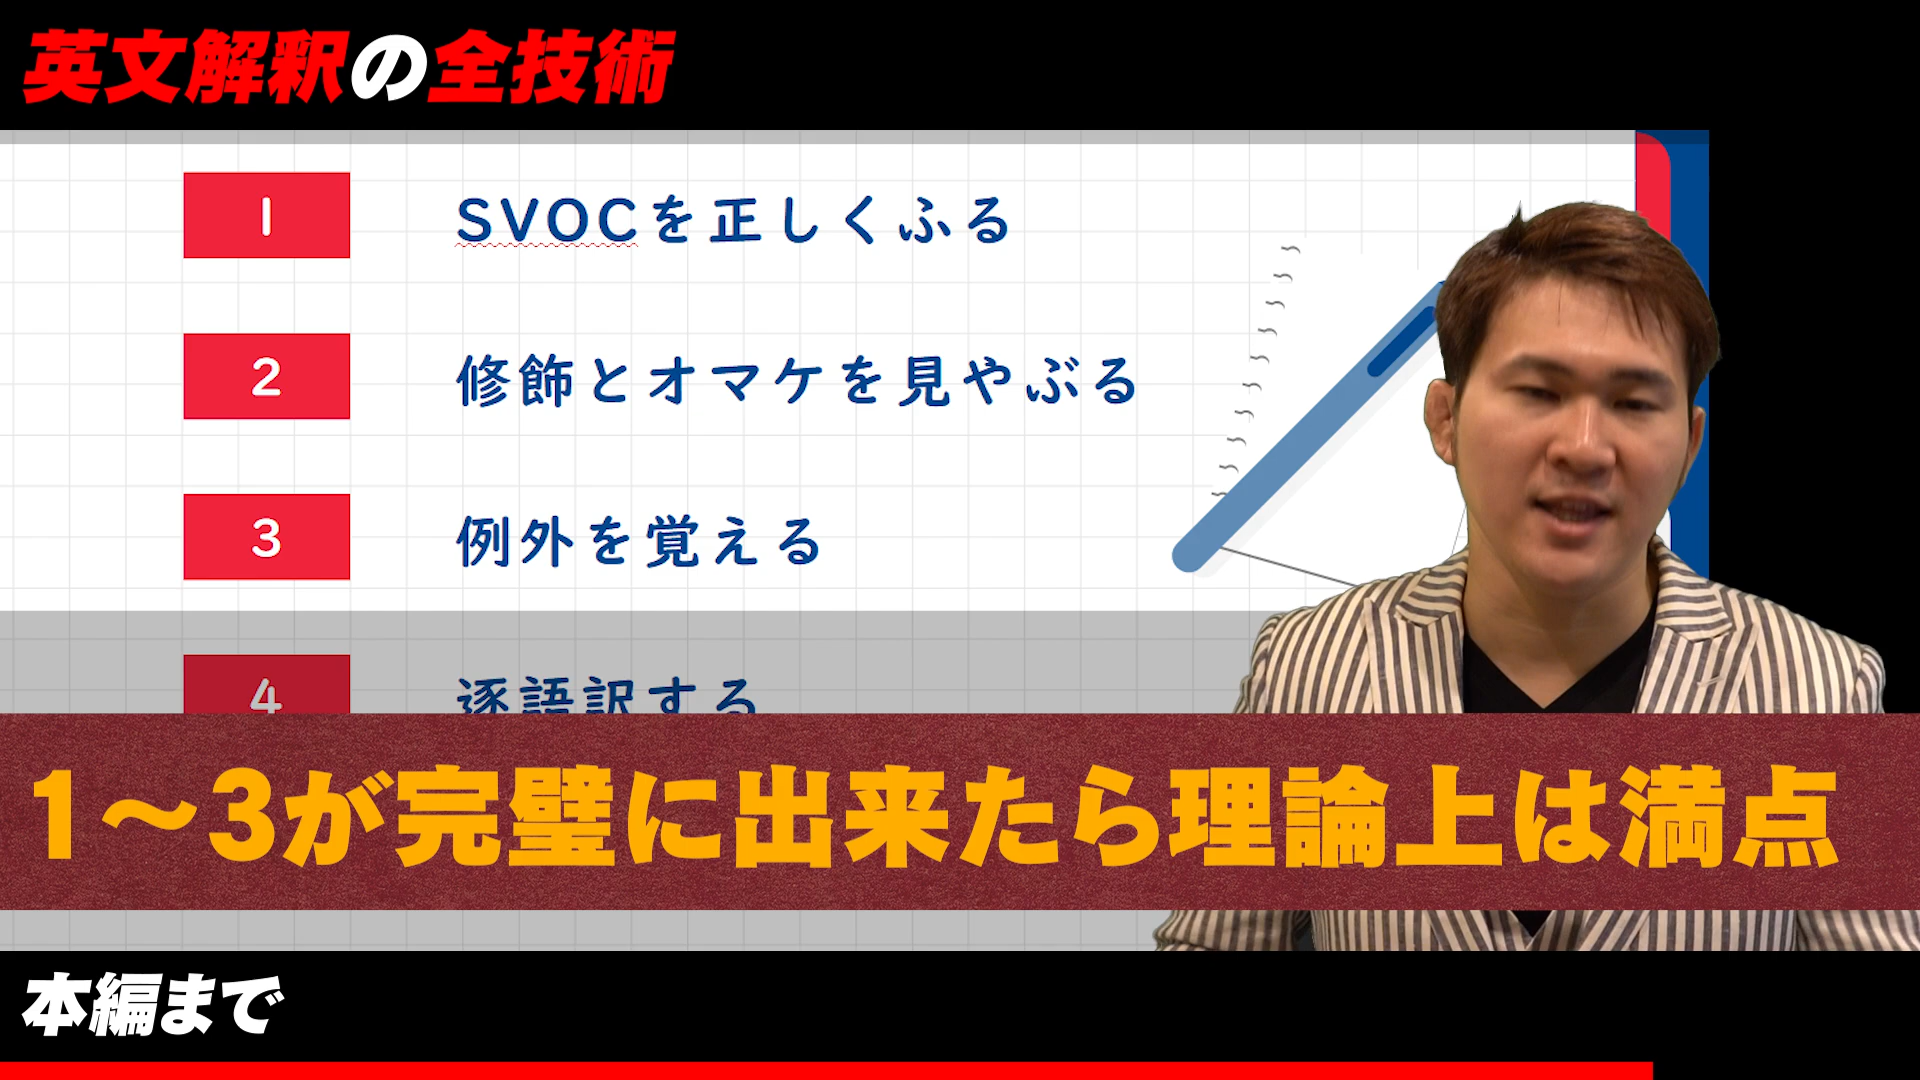 英文解釈の全技術
1 SVOCを正しくふる
2 修飾とオマケを見やぶる
3 例外を覚える
4 逐語訳する
1～3が完璧に出来たら理論上は満点
本編まで